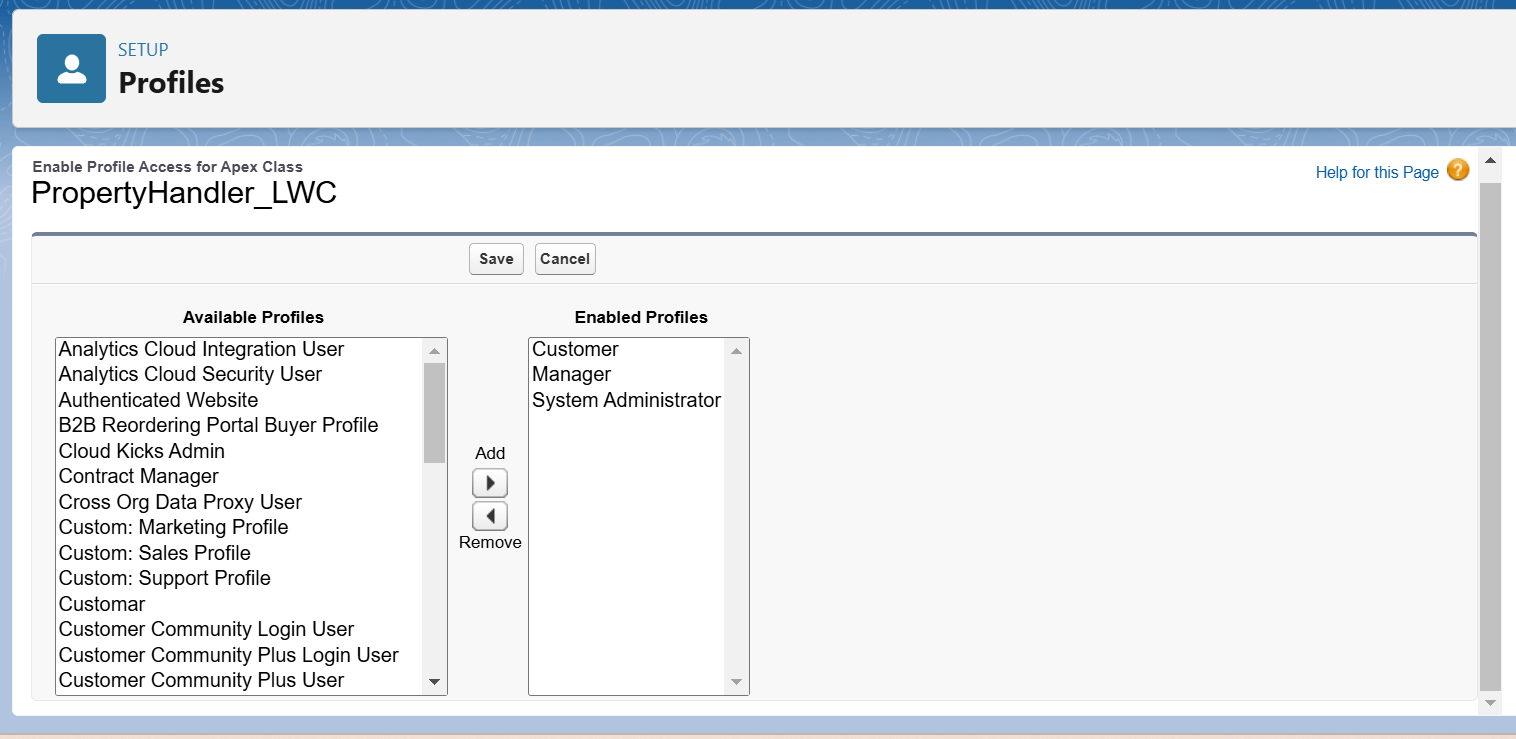 SETUP
Profiles
Enable Profile Access for Apex Class
PropertyHandler_LWC
Help for this Page ?
Save Cancel
Available Profiles
Analytics Cloud Integration User
Analytics Cloud Security User
Authenticated Website
B2B Reordering Portal Buyer Profile
Cloud Kicks Admin
Contract Manager
Cross Org Data Proxy User
Custom: Marketing Profile
Custom: Sales Profile
Custom: Support Profile
Customar
Customer Community Login User
Customer Community Plus Login User
Customer Community Plus User
Add
Remove
Enabled Profiles
Customer
Manager
System Administrator